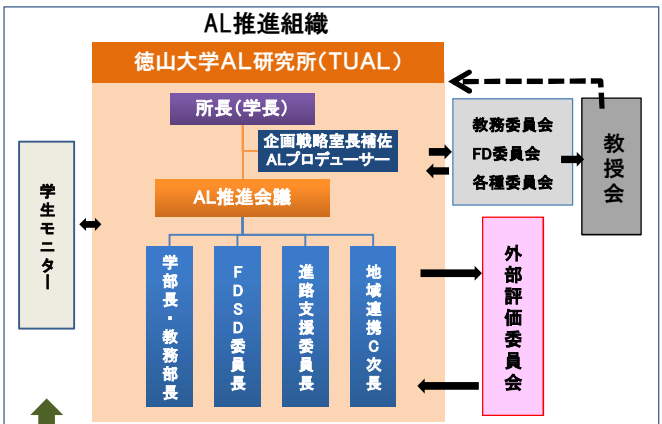 AL推進組織
徳山大学AL研究所(TUAL)
所長(学長)
企画戦略室長補佐
ALプロデューサー
AL推進会議
学部長・教務部長
FDSD委員長
進路支援委員長
地域連携C次長
学生モニター
教務委員会
FD委員会
各種委員会
教授会
外部評価委員会